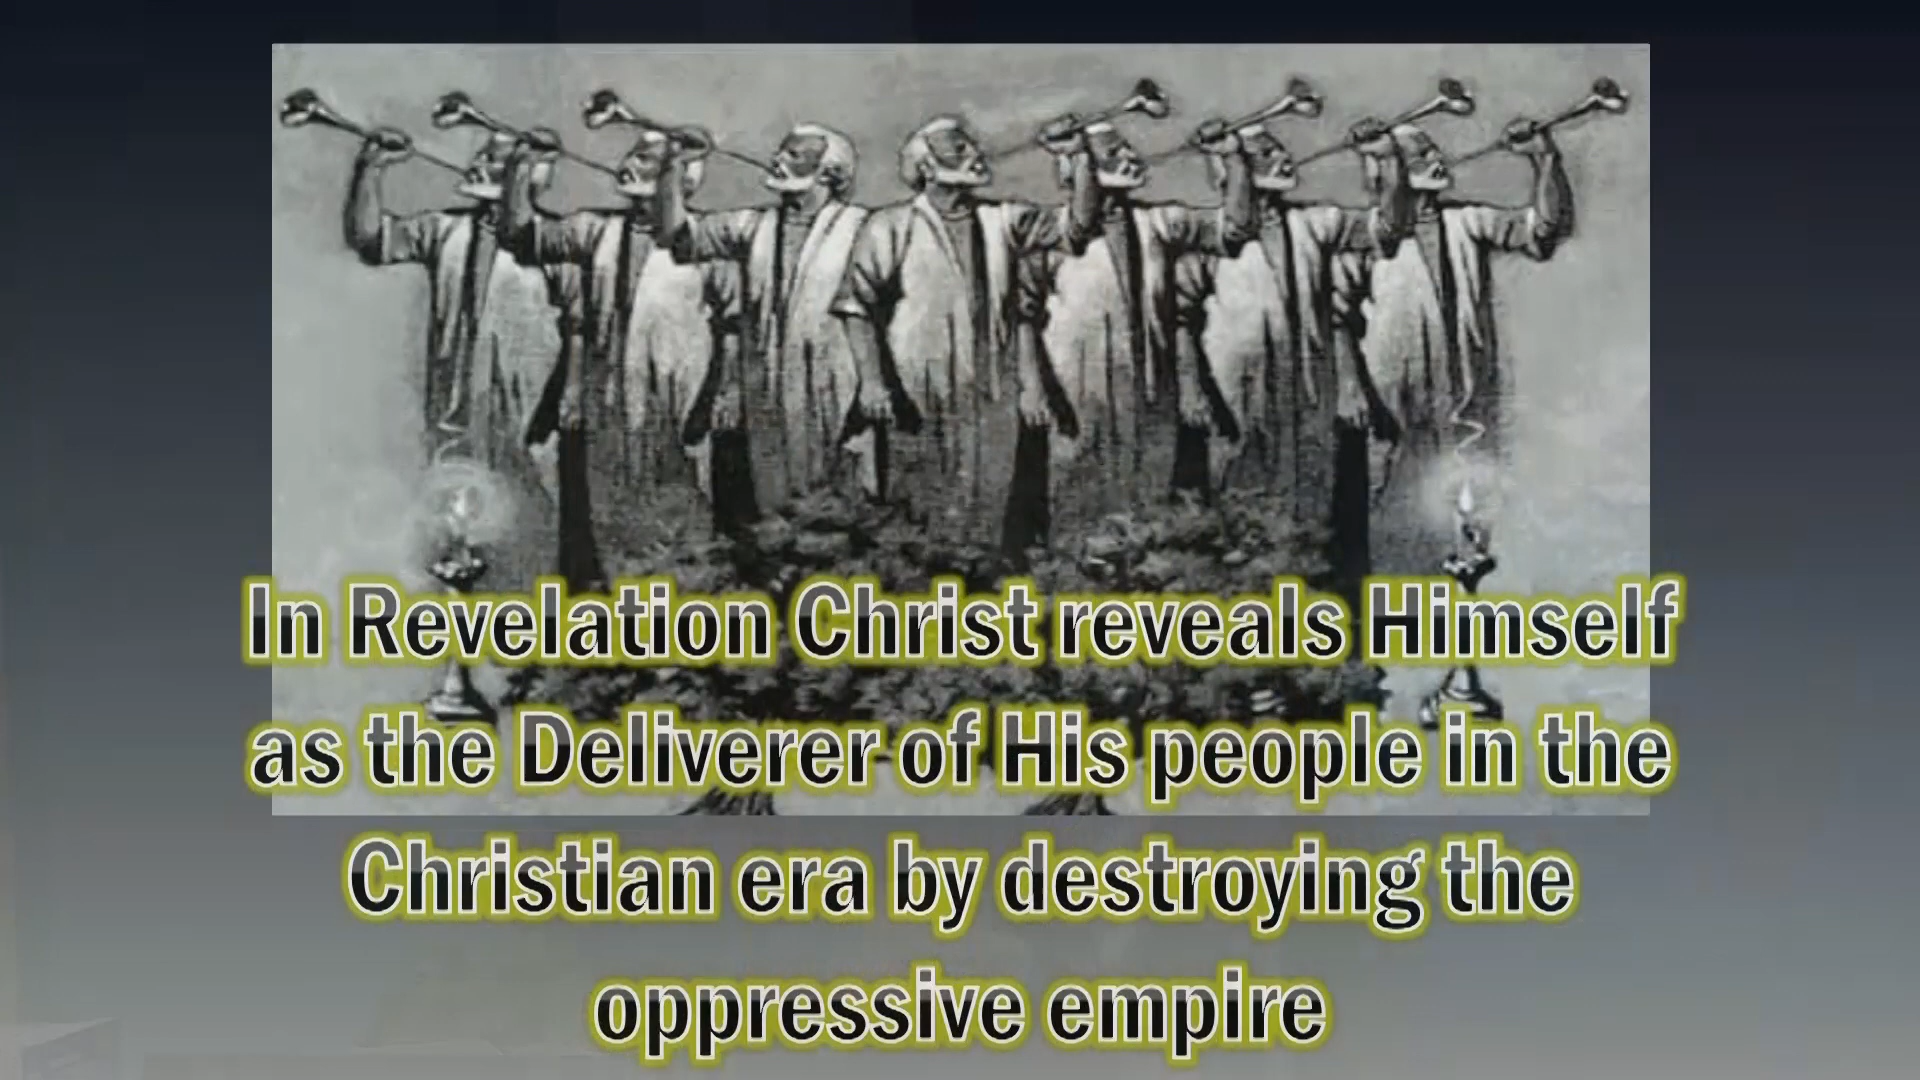 In Revelation Christ reveals Himself
as the Deliverer of His people in the
Christian era by destroying the
oppressive empire